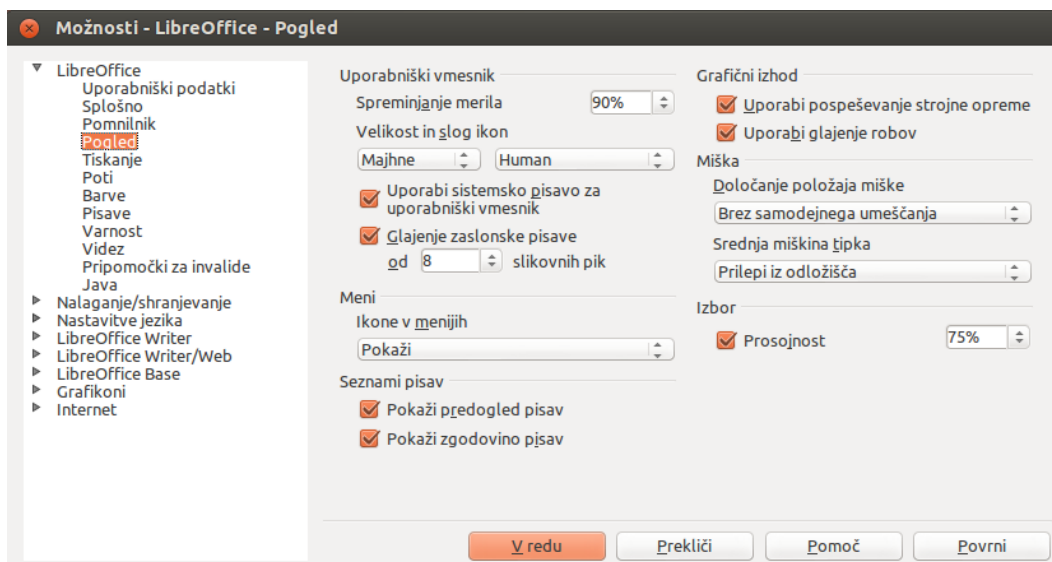 Možnosti - LibreOffice - Pogled
LibreOffice
Uporabniški podatki
Splošno
Pomnilnik
Pogled
Tiskanje
Poti
Barve
Pisave
Varnost
Videz
Pripomočki za invalide
Java
Nalaganje/shranjevanje
Nastavitve jezika
LibreOffice Writer
LibreOffice Writer/Web
LibreOffice Base
Grafikoni
Internet
Uporabniški vmesnik
Spreminjanje merila 90%
Velikost in slog ikon
Majhne Human
Uporabi sistemsko pisavo za
uporabniški vmesnik
Glajenje zaslonske pisave
od 8 slikovnih pik
Meni
Ikone v menijih
Pokaži
Seznami pisav
Pokaži predogled pisav
Pokaži zgodovino pisav
Grafični izhod
Uporabi pospeševanje strojne opreme
Uporabi glajenje robov
Miška
Določanje položaja miške
Brez samodejnega umeščanja
Srednja miškina tipka
Prilepi iz odložišča
Izbor
Prosojnost 75%
V redu Prekliči Pomoč Povrni